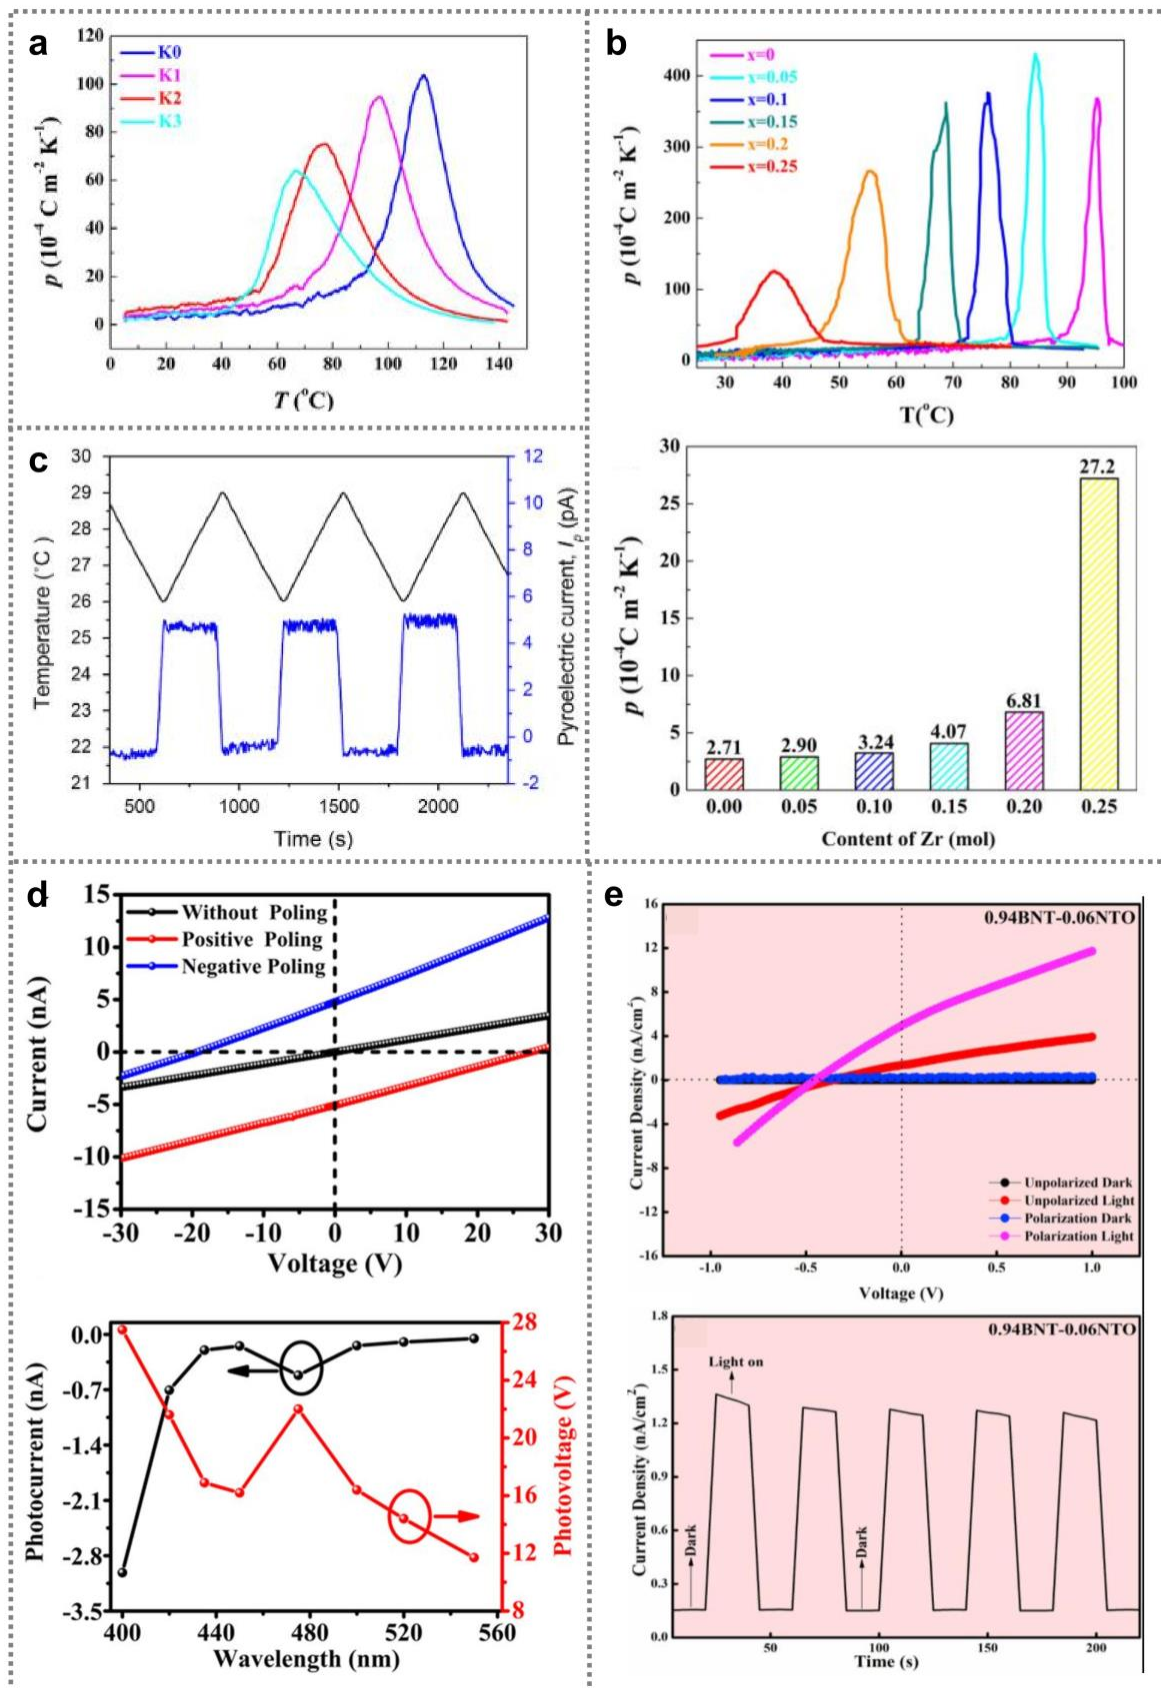 a
K0
K1
K2
K3
120
100
80
60
40
20
0
p (10⁻⁴ C m⁻² K⁻¹)
0 20 40 60 80 100 120 140
T (°C)
b
x=0
x=0.05
x=0.1
x=0.15
x=0.2
x=0.25
400
300
200
100
0
p (10⁻⁴C m⁻² K⁻¹)
30 40 50 60 70 80 90 100
T(°C)
30
25
20
15
10
5
0
p (10⁻⁴C m⁻² K⁻¹)
2.71 2.90 3.24 4.07 6.81 27.2
0.00 0.05 0.10 0.15 0.20 0.25
Content of Zr (mol)
c
30
29
28
27
26
25
24
23
22
21
Temperature (°C )
12
10
8
6
4
2
0
-2
Pyroelectric current, Iₚ (pA)
500 1000 1500 2000
Time (s)
d
Without Poling
Positive Poling
Negative Poling
15
10
5
0
-5
-10
-15
Current (nA)
-30 -20 -10 0 10 20 30
Voltage (V)
0.0
-0.7
-1.4
-2.1
-2.8
-3.5
Photocurrent (nA)
28
24
20
16
12
8
Photovoltage (V)
400 440 480 520 560
Wavelength (nm)
e
0.94BNT-0.06NTO
16
12
8
4
0
-4
-8
-12
-16
Current Density (nA/cm²)
Unpolarized Dark
Unpolarized Light
Polarization Dark
Polarization Light
-1.0 -0.5 0.0 0.5 1.0
Voltage (V)
0.94BNT-0.06NTO
1.8
1.5
1.2
0.9
0.6
0.3
0.0
Current Density (nA/cm²)
Light on
Dark
Dark
50 100 150 200
Time (s)